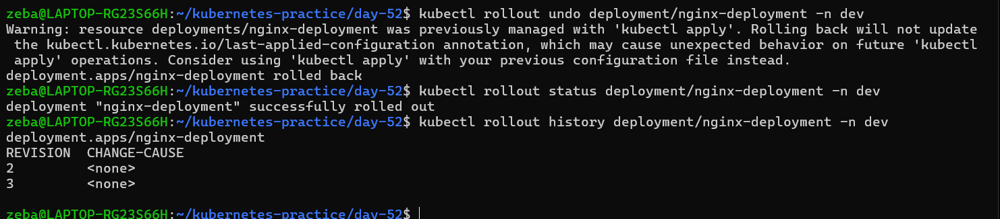 zeba@LAPTOP-RG23S66H:~/kubernetes-practice/day-52$ kubectl rollout undo deployment/nginx-deployment -n dev
Warning: resource deployments/nginx-deployment was previously managed with 'kubectl apply'. Rolling back will not update
 the kubectl.kubernetes.io/last-applied-configuration annotation, which may cause unexpected behavior on future 'kubectl
 apply' operations. Consider using 'kubectl apply' with your previous configuration file instead.
deployment.apps/nginx-deployment rolled back
zeba@LAPTOP-RG23S66H:~/kubernetes-practice/day-52$ kubectl rollout status deployment/nginx-deployment -n dev
deployment "nginx-deployment" successfully rolled out
zeba@LAPTOP-RG23S66H:~/kubernetes-practice/day-52$ kubectl rollout history deployment/nginx-deployment -n dev
deployment.apps/nginx-deployment
REVISION  CHANGE-CAUSE
2         <none>
3         <none>
zeba@LAPTOP-RG23S66H:~/kubernetes-practice/day-52$